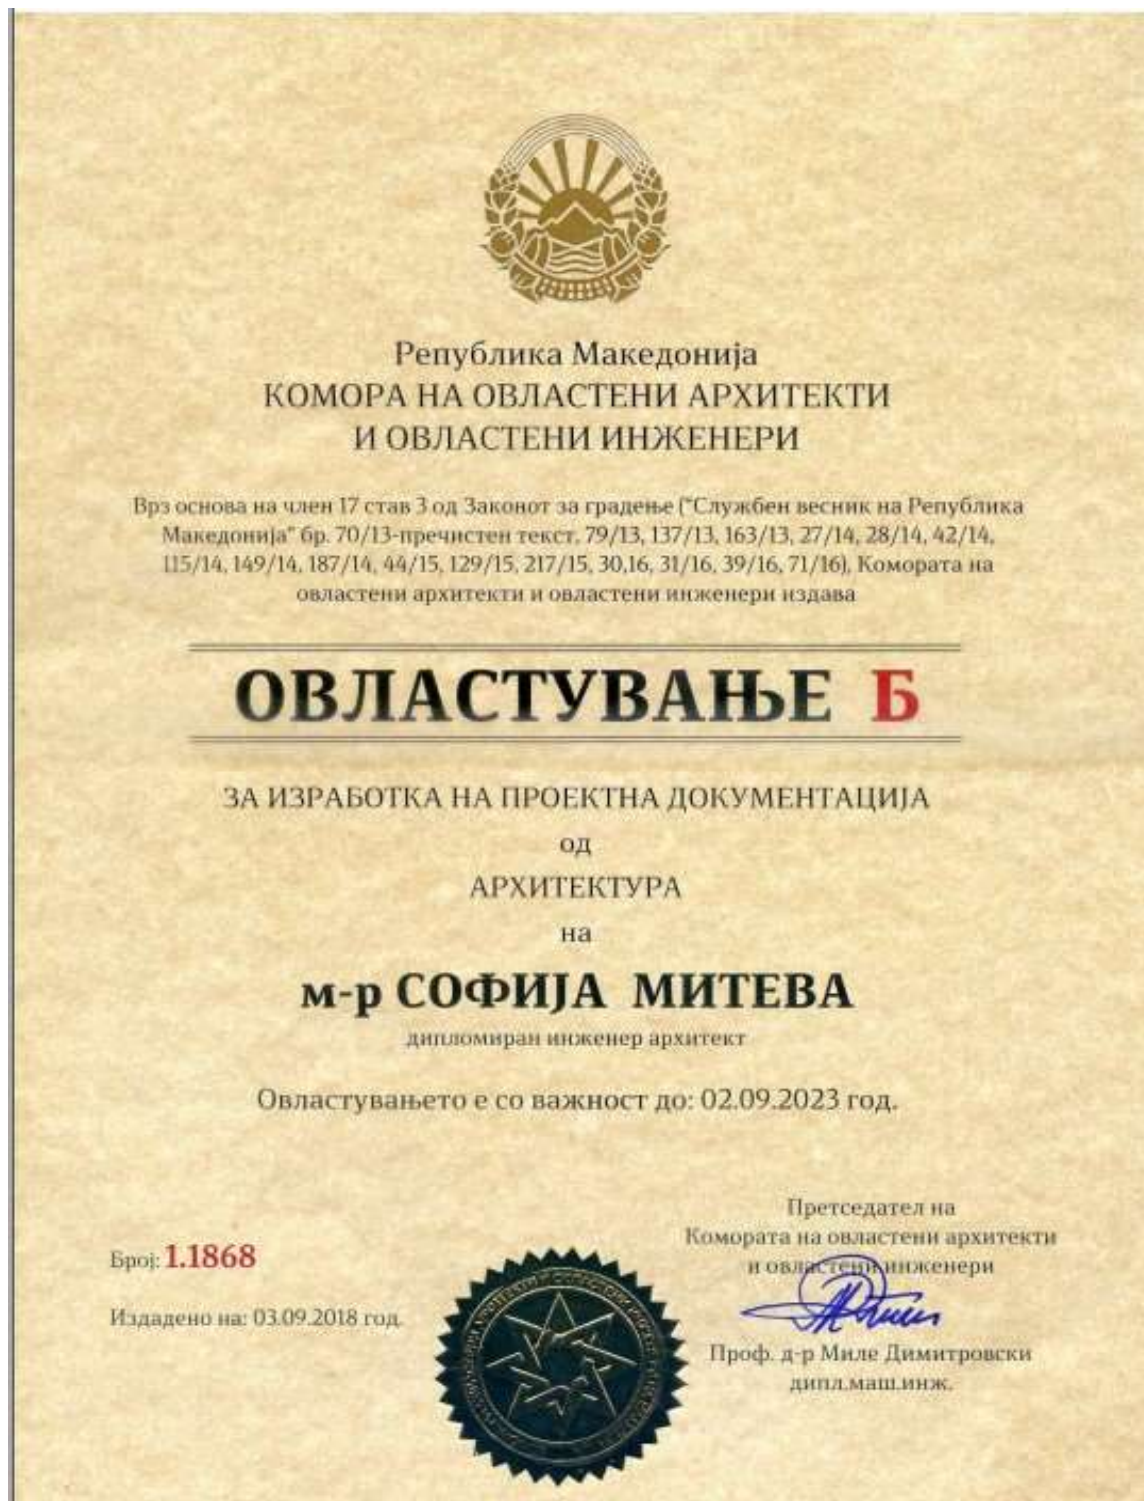 Република Македонија
КОМОРА НА ОВЛАСТЕНИ АРХИТЕКТИ
И ОВЛАСТЕНИ ИНЖЕНЕРИ
Врз основа на член 17 став 3 од Законот за градење ("Службен весник на Република
Македонија" бр. 70/13-пречистен текст, 79/13, 137/13, 163/13, 27/14, 28/14, 42/14,
115/14, 149/14, 187/14, 44/15, 129/15, 217/15, 30,16, 31/16, 39/16, 71/16), Комората на
овластени архитекти и овластени инженери издава
ОВЛАСТУВАЊЕ Б
ЗА ИЗРАБОТКА НА ПРОЕКТНА ДОКУМЕНТАЦИЈА
од
АРХИТЕКТУРА
на
м-р СОФИЈА МИТЕВА
дипломиран инженер архитект
Овластувањето е со важност до: 02.09.2023 год.
Број: 1.1868
Издадено на: 03.09.2018 год.
Претседател на
Комората на овластени архитекти
и овластени инженери
Проф. д-р Миле Димитровски
дипл.маш.инж.